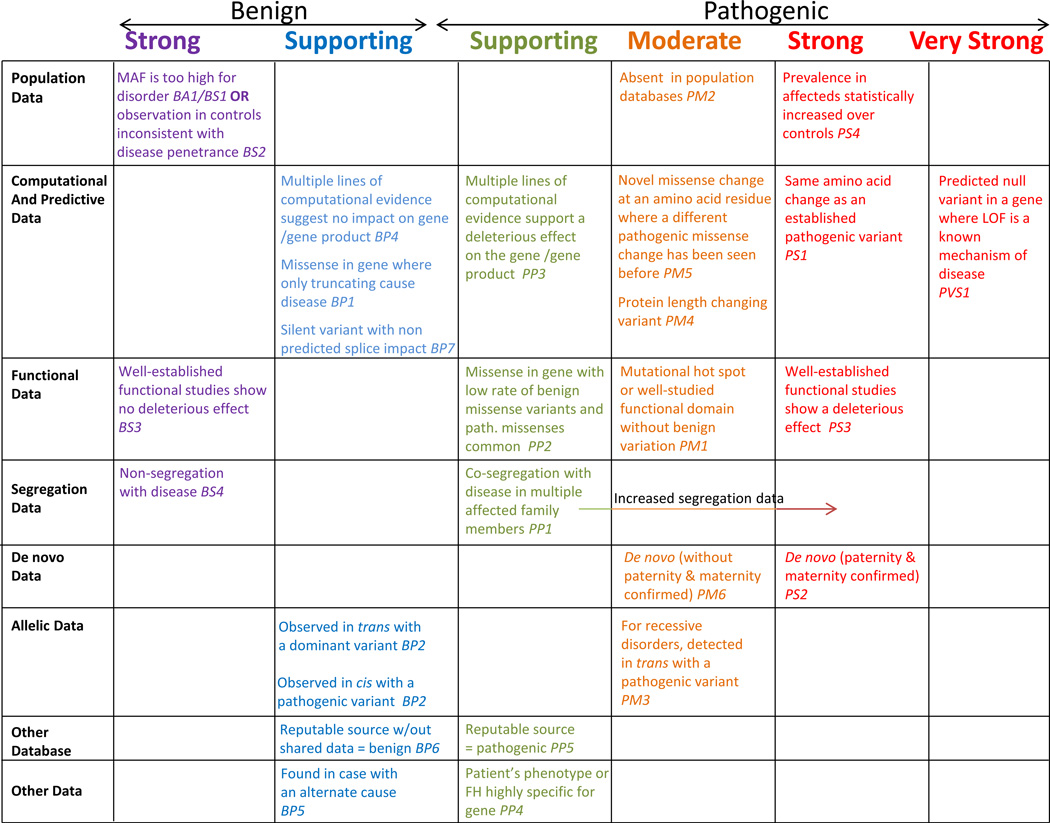 Benign
Pathogenic
Strong
Supporting
Supporting
Moderate
Strong
Very Strong
Population
Data
MAF is too high for
disorder BA1/BS1 OR
observation in controls
inconsistent with
disease penetrance BS2
Absent in population
databases PM2
Prevalence in
affecteds statistically
increased over
controls PS4
Computational
And Predictive
Data
Multiple lines of
computational evidence
suggest no impact on gene
/gene product BP4
Missense in gene where
only truncating cause
disease BP1
Silent variant with non
predicted splice impact BP7
Multiple lines of
computational
evidence support a
deleterious effect
on the gene /gene
product PP3
Novel missense change
at an amino acid residue
where a different
pathogenic missense
change has been seen
before PM5
Protein length changing
variant PM4
Same amino acid
change as an
established
pathogenic variant
PS1
Predicted null
variant in a gene
where LOF is a
known
mechanism of
disease
PVS1
Functional
Data
Well-established
functional studies show
no deleterious effect
BS3
Missense in gene with
low rate of benign
missense variants and
path. missenses
common PP2
Mutational hot spot
or well-studied
functional domain
without benign
variation PM1
Well-established
functional studies
show a deleterious
effect PS3
Segregation
Data
Non-segregation
with disease BS4
Co-segregation with
disease in multiple
affected family
members PP1
Increased segregation data
De novo
Data
De novo (without
paternity & maternity
confirmed) PM6
De novo (paternity &
maternity confirmed)
PS2
Allelic Data
Observed in trans with
a dominant variant BP2
Observed in cis with a
pathogenic variant BP2
For recessive
disorders, detected
in trans with a
pathogenic variant
PM3
Other
Database
Reputable source w/out
shared data = benign BP6
Reputable source
= pathogenic PP5
Other Data
Found in case with
an alternate cause
BP5
Patient's phenotype or
FH highly specific for
gene PP4